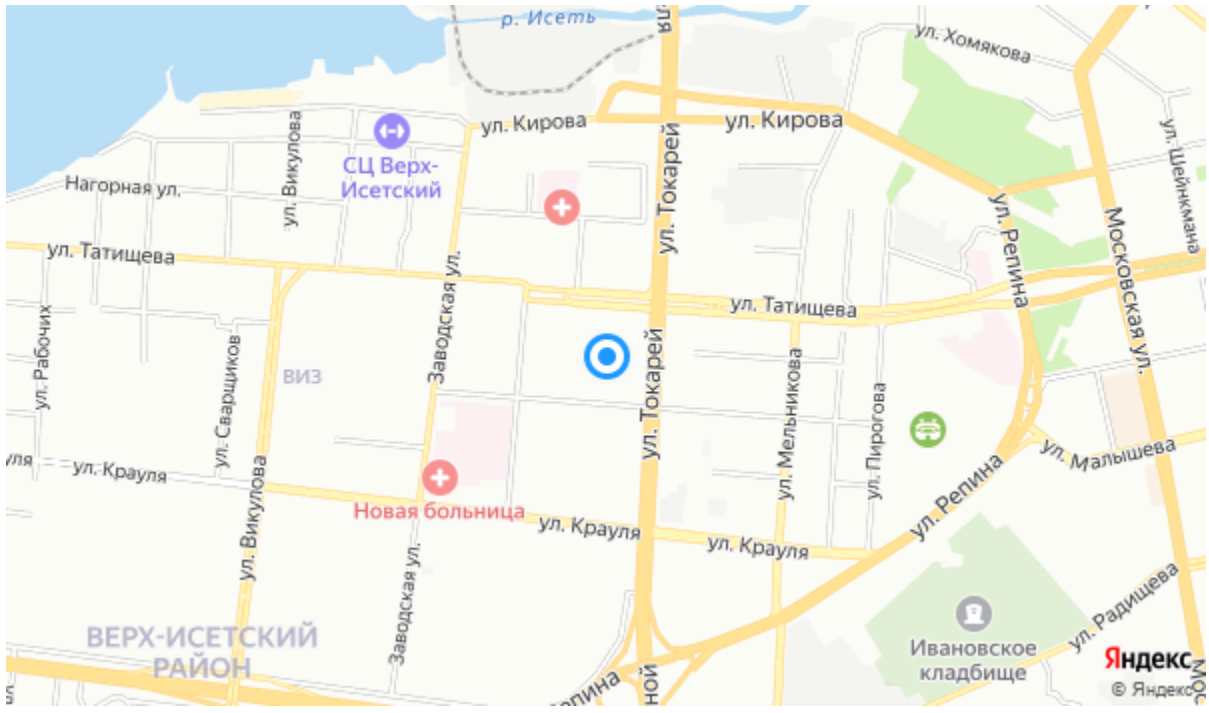 р. Исеть
ул. Хомякова
ул. Кирова
ул. Кирова
ул. Викулова
СЦ Верх-
Исетский
ул. Токарей
ул. Шейнкмана
Нагорная ул.
ул. Татищева
Заводская ул.
ул. Репина
Московская ул.
ул. Татищева
ул. Рабочих
ул. Сварщиков
ВИЗ
ул. Токарей
ул. Мельникова
ул. Пирогова
ул. Малышева
ул. Крауля
ул. Викулова
Новая больница
ул. Крауля
ул. Крауля
ул. Репина
Заводская ул.
ВЕРХ-ИСЕТСКИЙ
РАЙОН
Ивановское
кладбище
ул. Радищева
Яндекс
© Яндекс